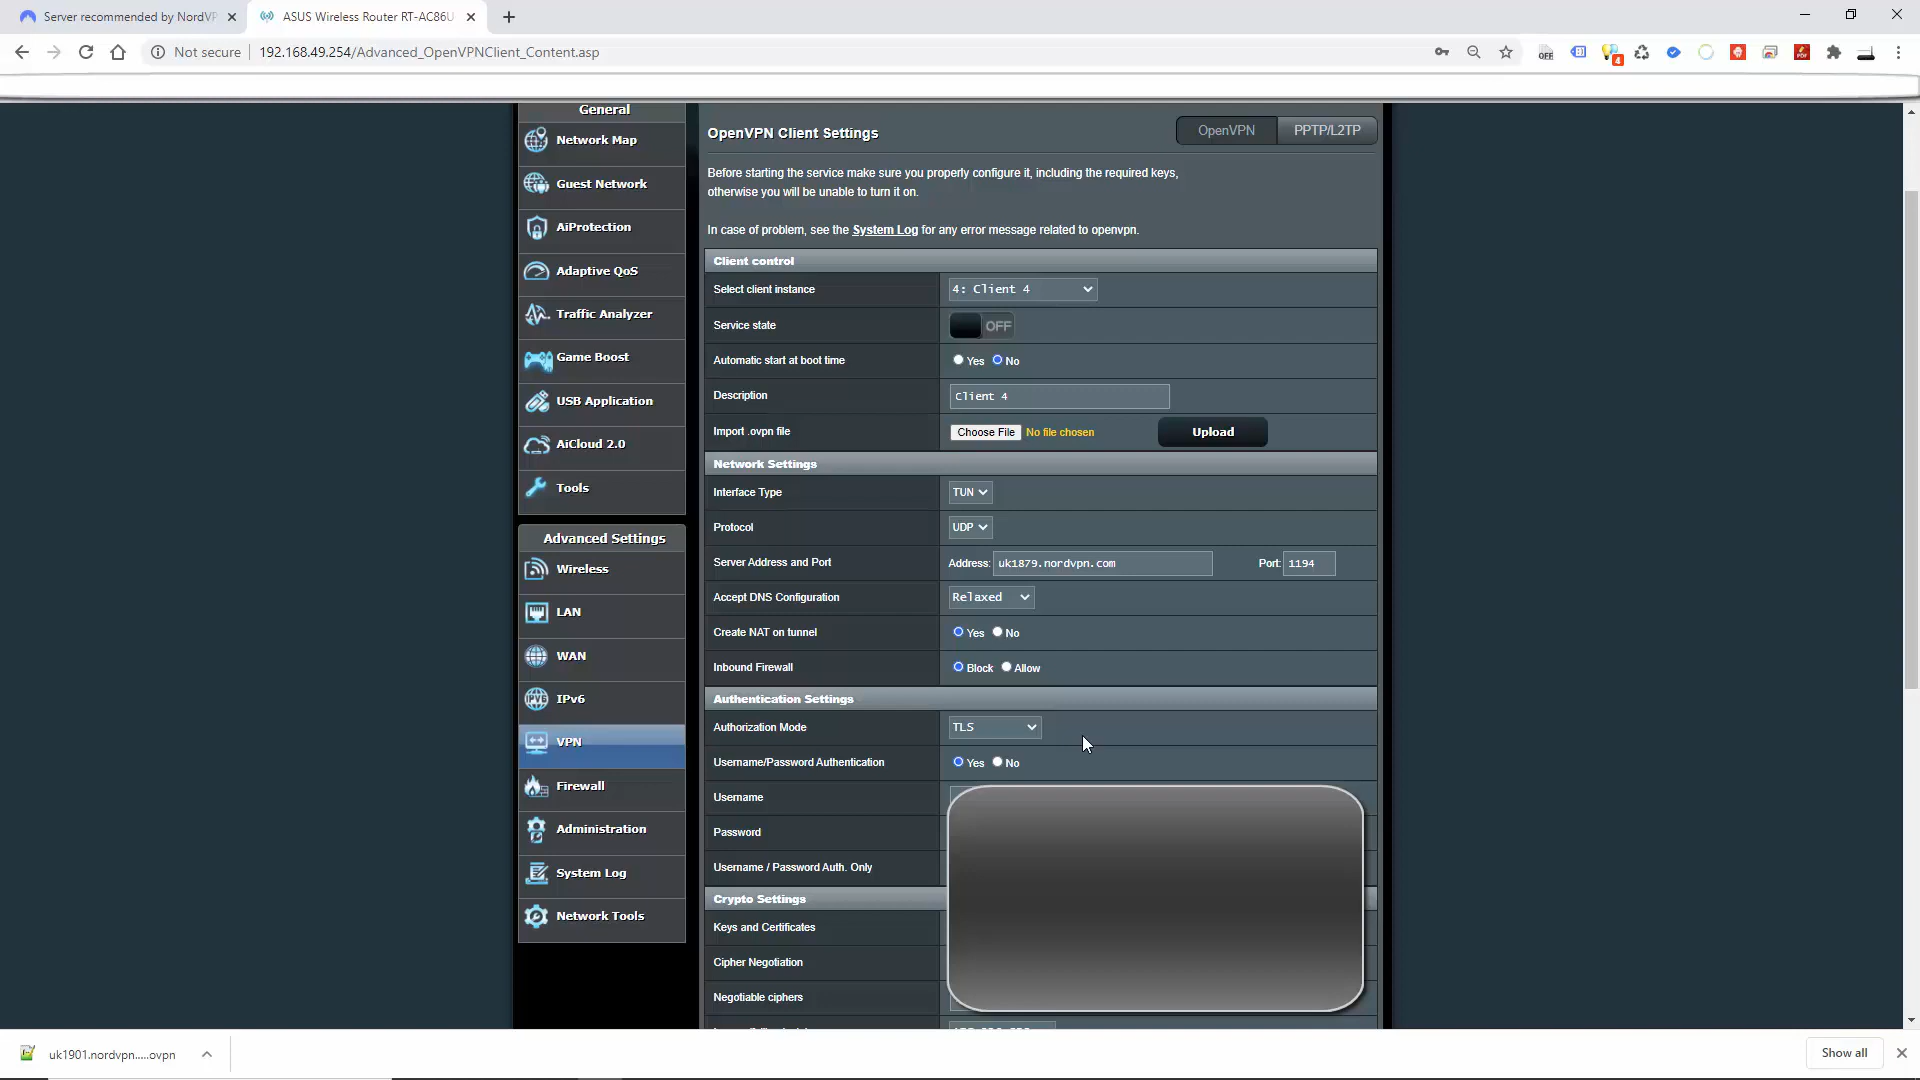 Server recommended by NordVP
ASUS Wireless Router RT-AC86U
Not secure
192.168.49.254/Advanced_OpenVPNClient_Content.asp
OFF
4
PDF
General
Network Map
Guest Network
AiProtection
Adaptive QoS
Traffic Analyzer
Game Boost
USB Application
AiCloud 2.0
Tools
Advanced Settings
Wireless
LAN
WAN
IPv6
VPN
Firewall
Administration
System Log
Network Tools
OpenVPN Client Settings
OpenVPN
PPTP/L2TP
Before starting the service make sure you properly configure it, including the required keys,
otherwise you will be unable to turn it on.
In case of problem, see the System Log for any error message related to openvpn.
Client control
Select client instance
4: Client 4
Service state
OFF
Automatic start at boot time
Yes No
Description
Client 4
Import .ovpn file
Choose File No file chosen
Upload
Network Settings
Interface Type
TUN
Protocol
UDP
Server Address and Port
Address: uk1879.nordvpn.com
Port: 1194
Accept DNS Configuration
Relaxed
Create NAT on tunnel
Yes No
Inbound Firewall
Block Allow
Authentication Settings
Authorization Mode
TLS
Username/Password Authentication
Yes No
Username
Password
Username / Password Auth. Only
Crypto Settings
Keys and Certificates
Cipher Negotiation
Negotiable ciphers
uk1901.nordvpn.....ovpn
Show all